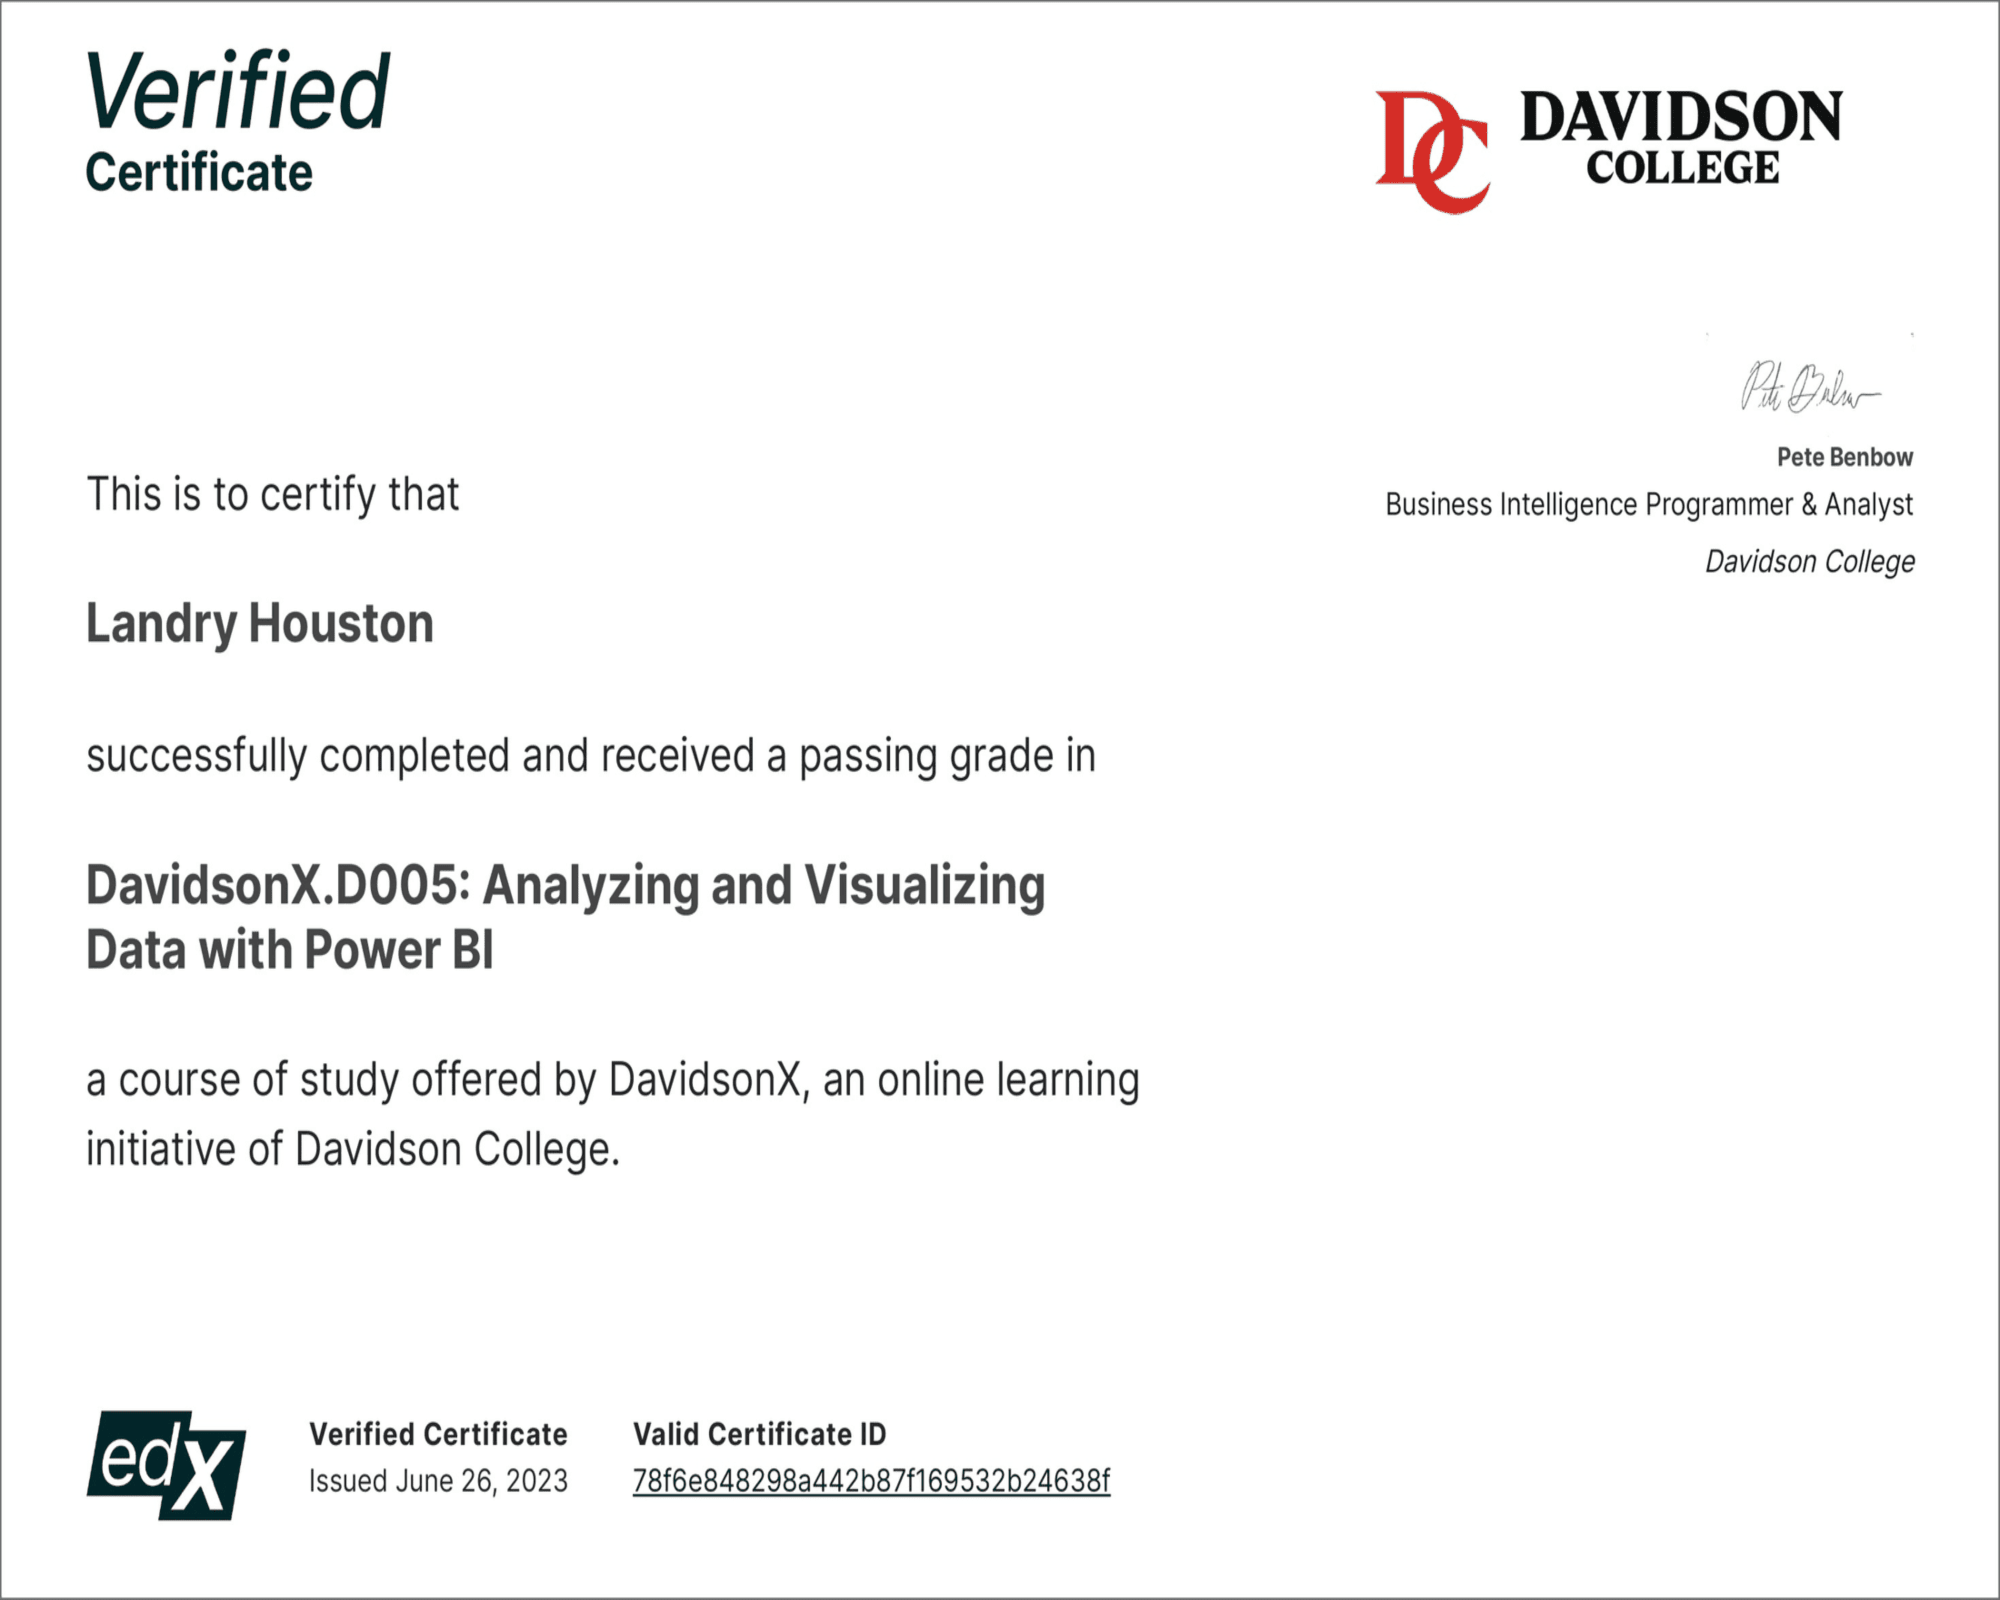 Verified
Certificate
DC DAVIDSON
COLLEGE
Pete Benbow
Pete Benbow
Business Intelligence Programmer & Analyst
Davidson College
This is to certify that
Landry Houston
successfully completed and received a passing grade in
DavidsonX.D005: Analyzing and Visualizing
Data with Power BI
a course of study offered by DavidsonX, an online learning
initiative of Davidson College.
edX
Verified Certificate
Issued June 26, 2023
Valid Certificate ID
78f6e848298a442b87f169532b24638f